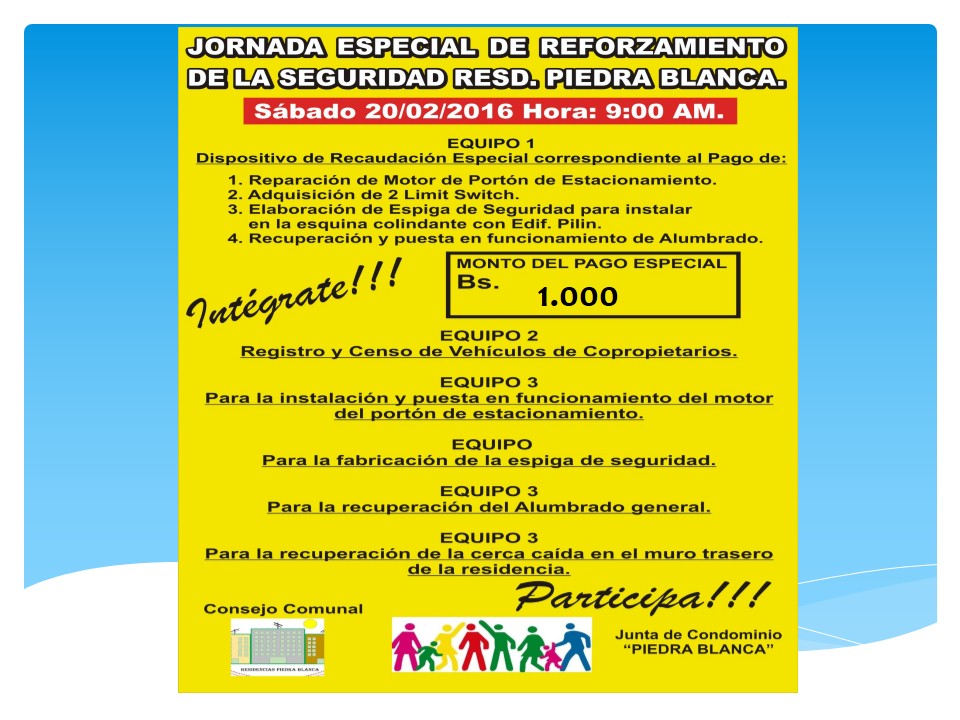 JORNADA ESPECIAL DE REFORZAMIENTO
DE LA SEGURIDAD RESD. PIEDRA BLANCA.
Sábado 20/02/2016 Hora: 9:00 AM.
EQUIPO 1
Dispositivo de Recaudación Especial correspondiente al Pago de:
1. Reparación de Motor de Portón de Estacionamiento.
2. Adquisición de 2 Limit Switch.
3. Elaboración de Espiga de Seguridad para instalar
en la esquina colindante con Edif. Pilin.
4. Recuperación y puesta en funcionamiento de Alumbrado.
Intégrate!!!
MONTO DEL PAGO ESPECIAL
Bs.
1.000
EQUIPO 2
Registro y Censo de Vehículos de Copropietarios.
EQUIPO 3
Para la instalación y puesta en funcionamiento del motor
del portón de estacionamiento.
EQUIPO
Para la fabricación de la espiga de seguridad.
EQUIPO 3
Para la recuperación del Alumbrado general.
EQUIPO 3
Para la recuperación de la cerca caída en el muro trasero
de la residencia.
Participa!!!
Consejo Comunal
RESIDENCIAS PIEDRA BLANCA
Junta de Condominio
“PIEDRA BLANCA”